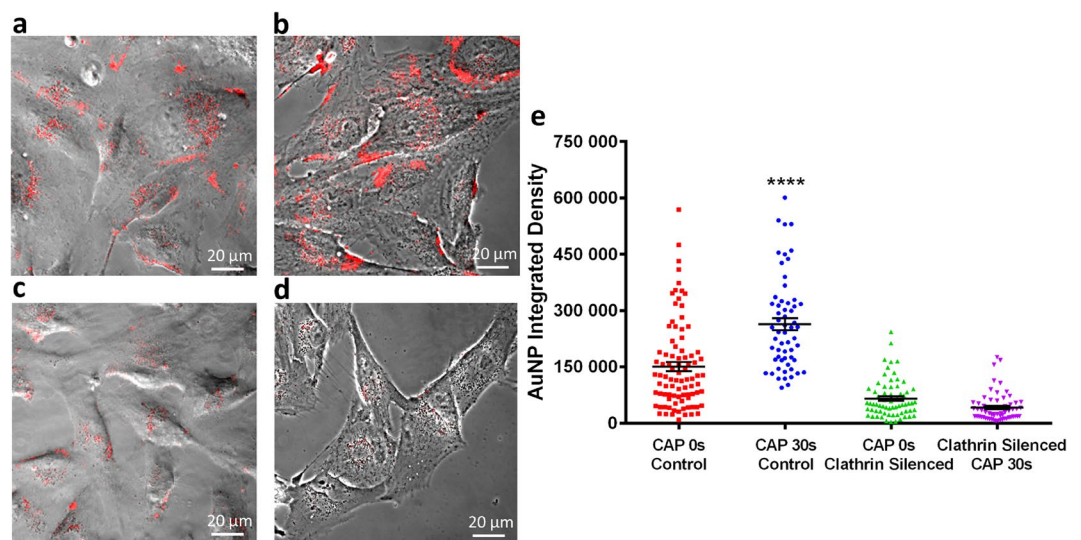 a
b
20 µm
20 µm
c
d
20 µm
20 µm
e
AuNP Integrated Density
750 000
600 000
450 000
300 000
150 000
0
****
CAP 0s
Control
CAP 30s
Control
CAP 0s
Clathrin Silenced
Clathrin Silenced
CAP 30s